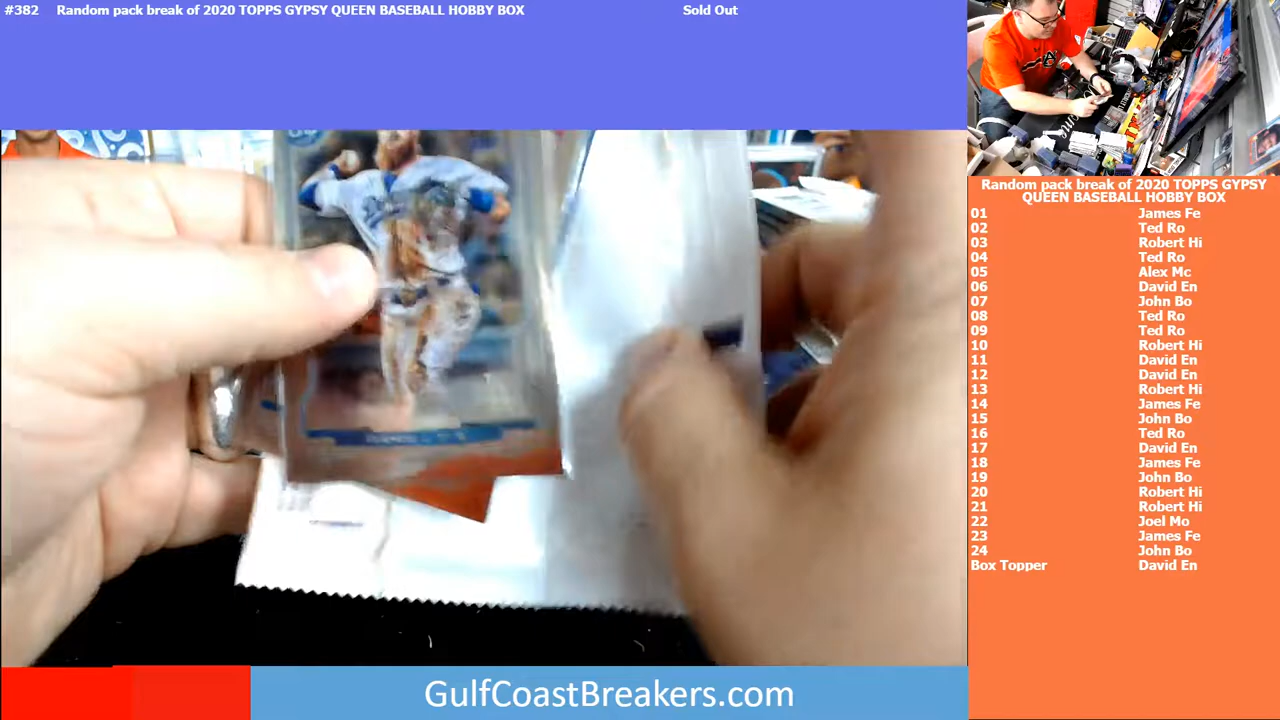 #382 Random pack break of 2020 TOPPS GYPSY QUEEN BASEBALL HOBBY BOX Sold Out
Random pack break of 2020 TOPPS GYPSY
QUEEN BASEBALL HOBBY BOX
01 James Fe
02 Ted Ro
03 Robert Hi
04 Ted Ro
05 Alex Mc
06 David En
07 John Bo
08 Ted Ro
09 Ted Ro
10 Robert Hi
11 David En
12 David En
13 Robert Hi
14 James Fe
15 John Bo
16 Ted Ro
17 David En
18 James Fe
19 John Bo
20 Robert Hi
21 Robert Hi
22 Joel Mo
23 James Fe
24 John Bo
Box Topper David En
GulfCoastBreakers.com